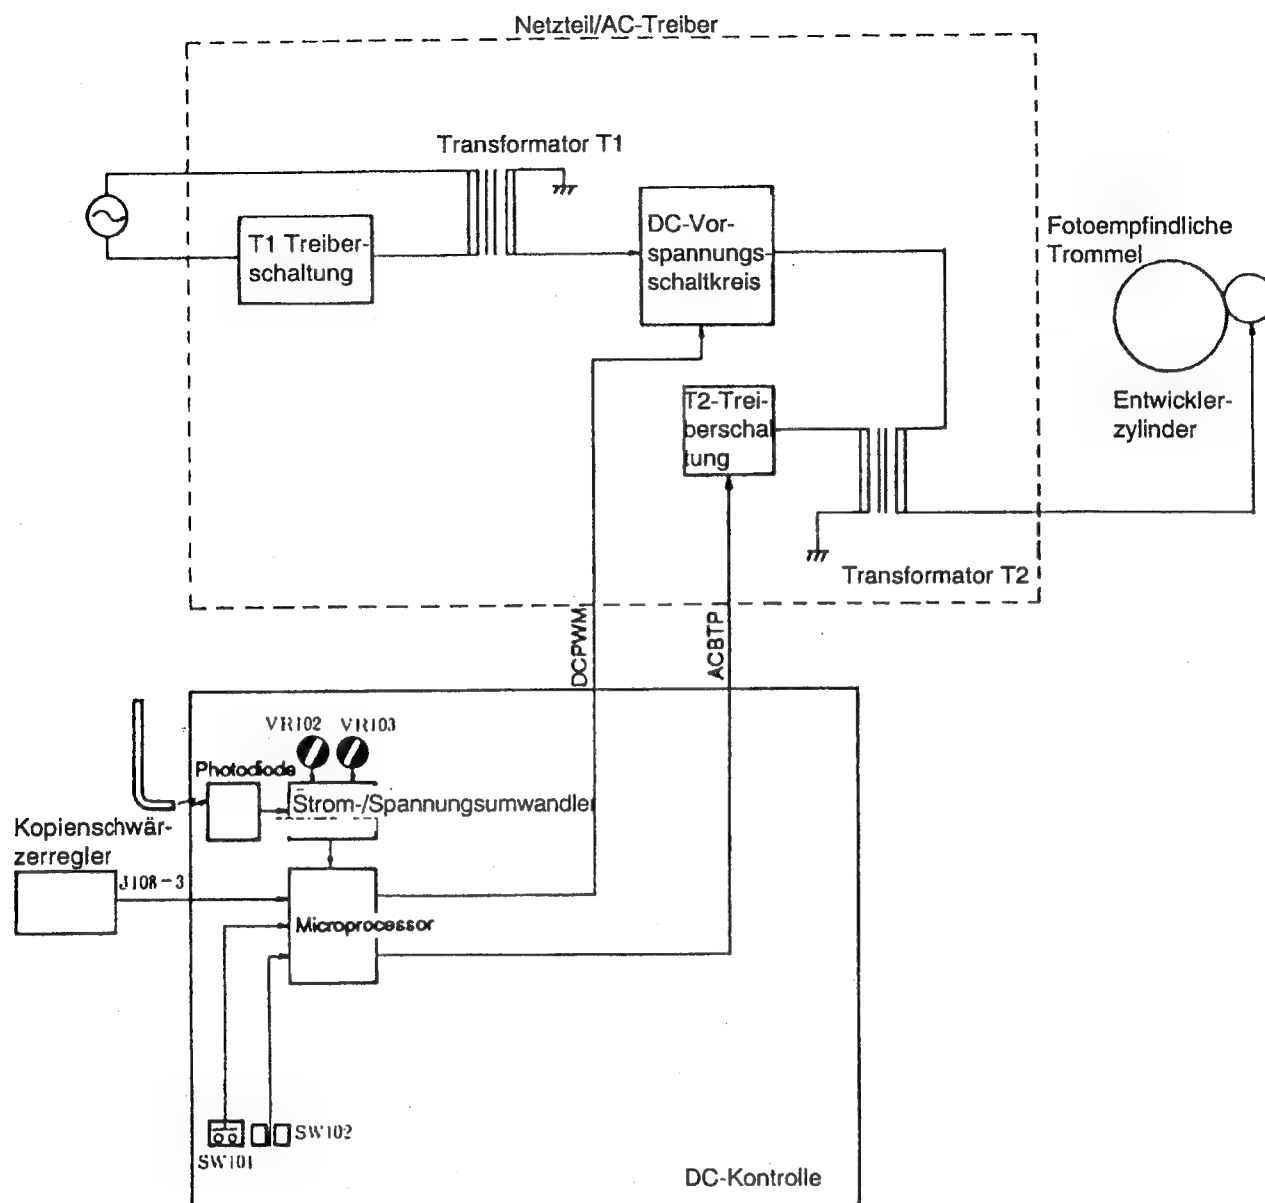 Netzteil/AC-Treiber
Transformator T1
T1 Treiber-
schaltung
DC-Vor-
spannungs-
schaltkreis
Fotoempfindliche
Trommel
T2-Trei-
berschal
tung
Entwickler-
zylinder
Transformator T2
DCPWM
ACBTP
VR102
VR103
Photodiode
Strom-/Spannungsumwandler
Kopienschwär-
zerregler
J108-3
Microprocessor
SW101
SW102
DC-Kontrolle